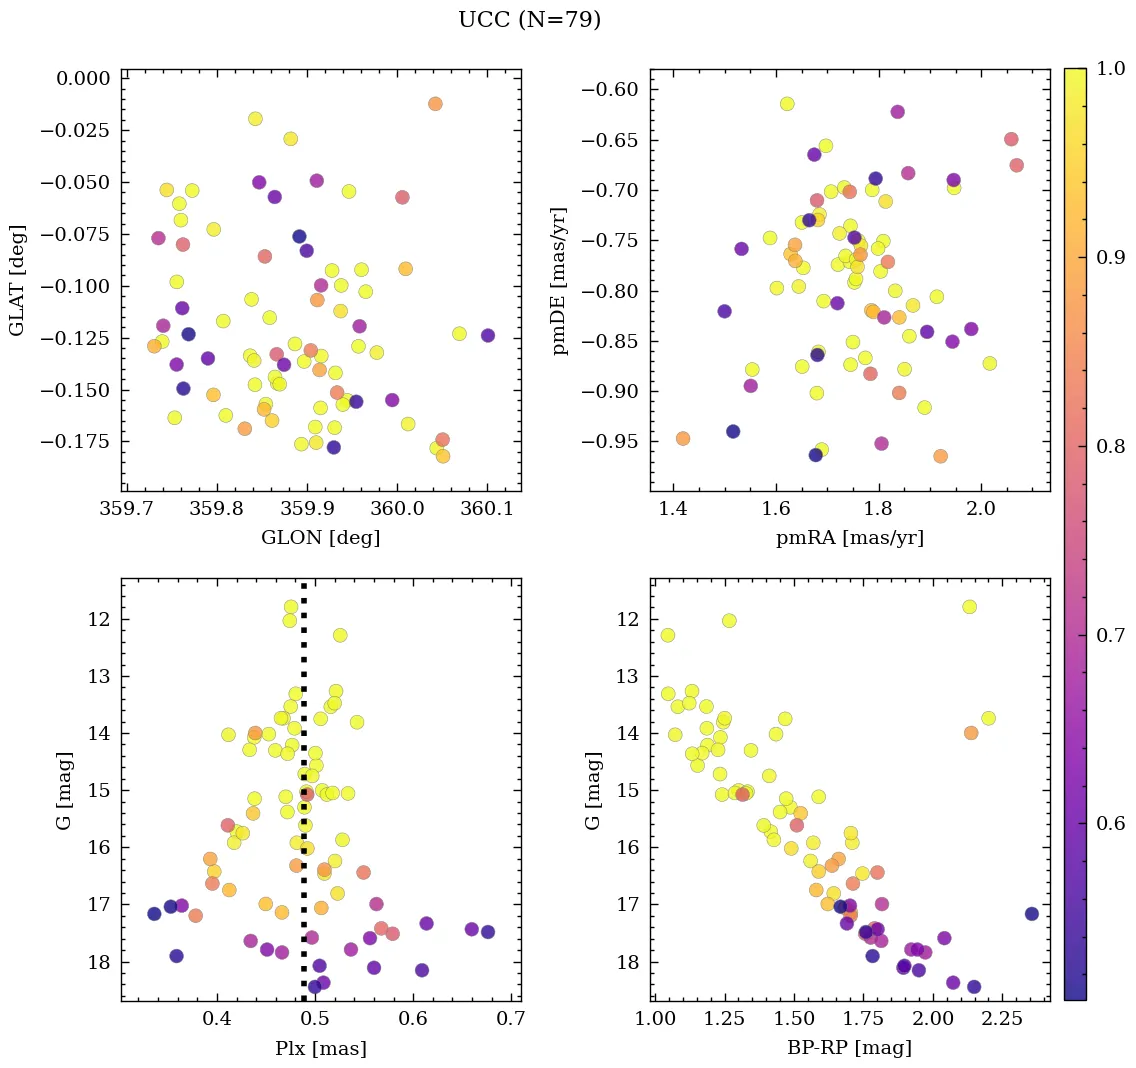 UCC (N=79)
0.000
−0.025
−0.050
−0.075
−0.100
−0.125
−0.150
−0.175
GLAT [deg]
359.7 359.8 359.9 360.0 360.1
GLON [deg]
−0.60
−0.65
−0.70
−0.75
−0.80
−0.85
−0.90
−0.95
pmDE [mas/yr]
1.4 1.6 1.8 2.0
pmRA [mas/yr]
12
13
14
15
16
17
18
G [mag]
0.4 0.5 0.6 0.7
Plx [mas]
12
13
14
15
16
17
18
G [mag]
1.00 1.25 1.50 1.75 2.00 2.25
BP-RP [mag]
1.0
0.9
0.8
0.7
0.6